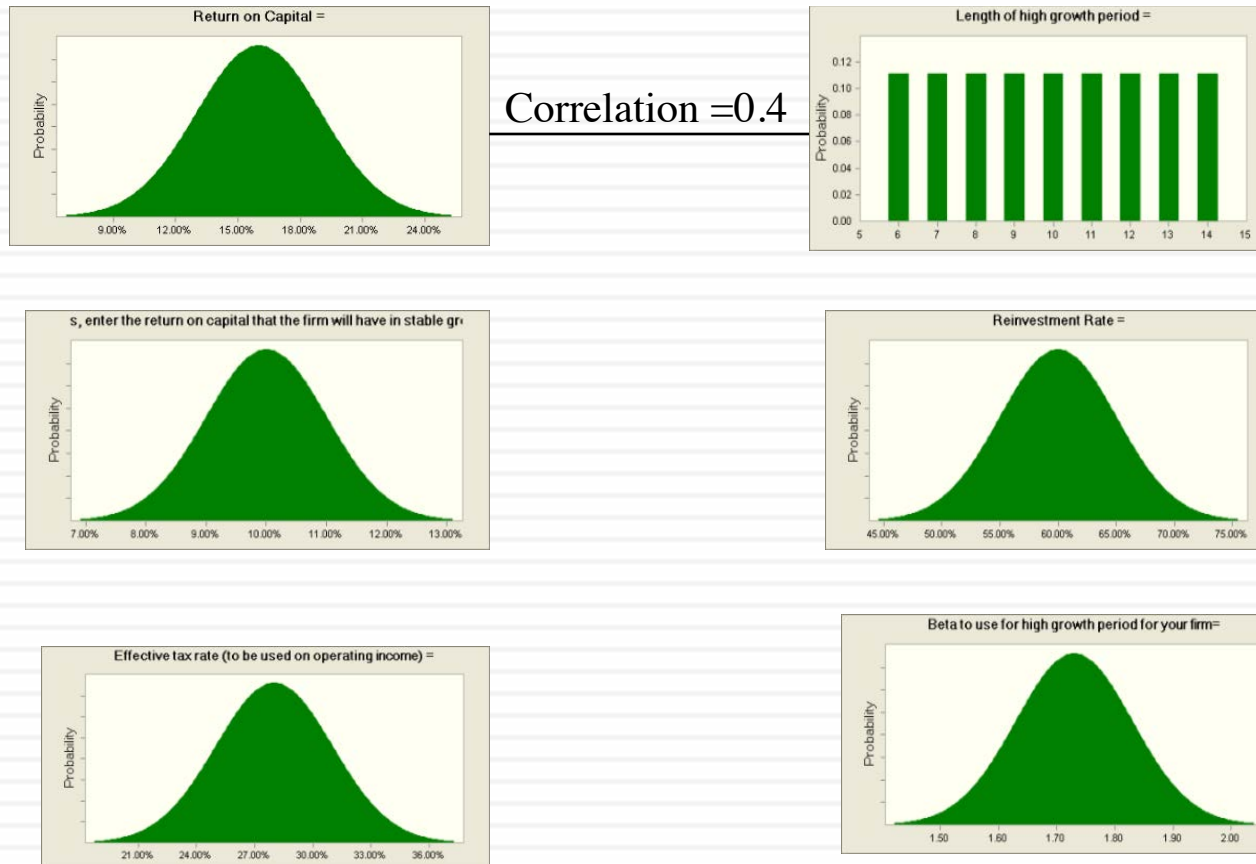 Return on Capital =
Probability
9.00% 12.00% 15.00% 18.00% 21.00% 24.00%
Correlation =0.4
Length of high growth period =
Probability
0.12
0.10
0.08
0.06
0.04
0.02
0.00
5 6 7 8 9 10 11 12 13 14 15
s, enter the return on capital that the firm will have in stable gr
Probability
7.00% 8.00% 9.00% 10.00% 11.00% 12.00% 13.00%
Reinvestment Rate =
Probability
45.00% 50.00% 55.00% 60.00% 65.00% 70.00% 75.00%
Effective tax rate (to be used on operating income) =
Probability
21.00% 24.00% 27.00% 30.00% 33.00% 36.00%
Beta to use for high growth period for your firm=
Probability
1.50 1.60 1.70 1.80 1.90 2.00